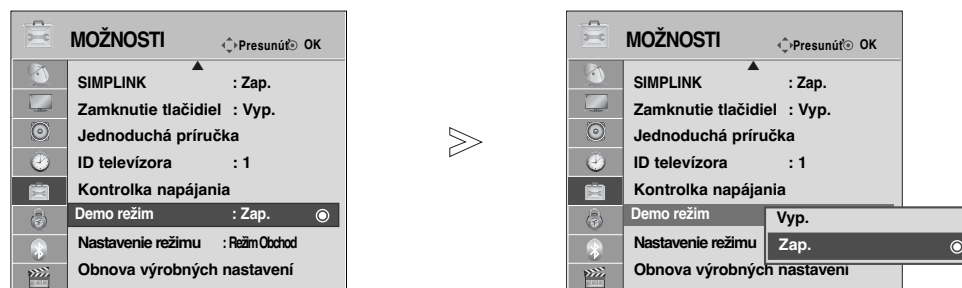 MOŽNOSTI
Presunúť OK
SIMPLINK : Zap.
Zamknutie tlačidiel : Vyp.
Jednoduchá príručka
ID televízora : 1
Kontrolka napájania
Demo režim : Zap.
Nastavenie režimu : Režim Obchod
Obnova výrobných nastavení
MOŽNOSTI
Presunúť OK
SIMPLINK : Zap.
Zamknutie tlačidiel : Vyp.
Jednoduchá príručka
ID televízora : 1
Kontrolka napájania
Demo režim
Vyp.
Nastavenie režimu
Zap.
Obnova výrobných nastavení